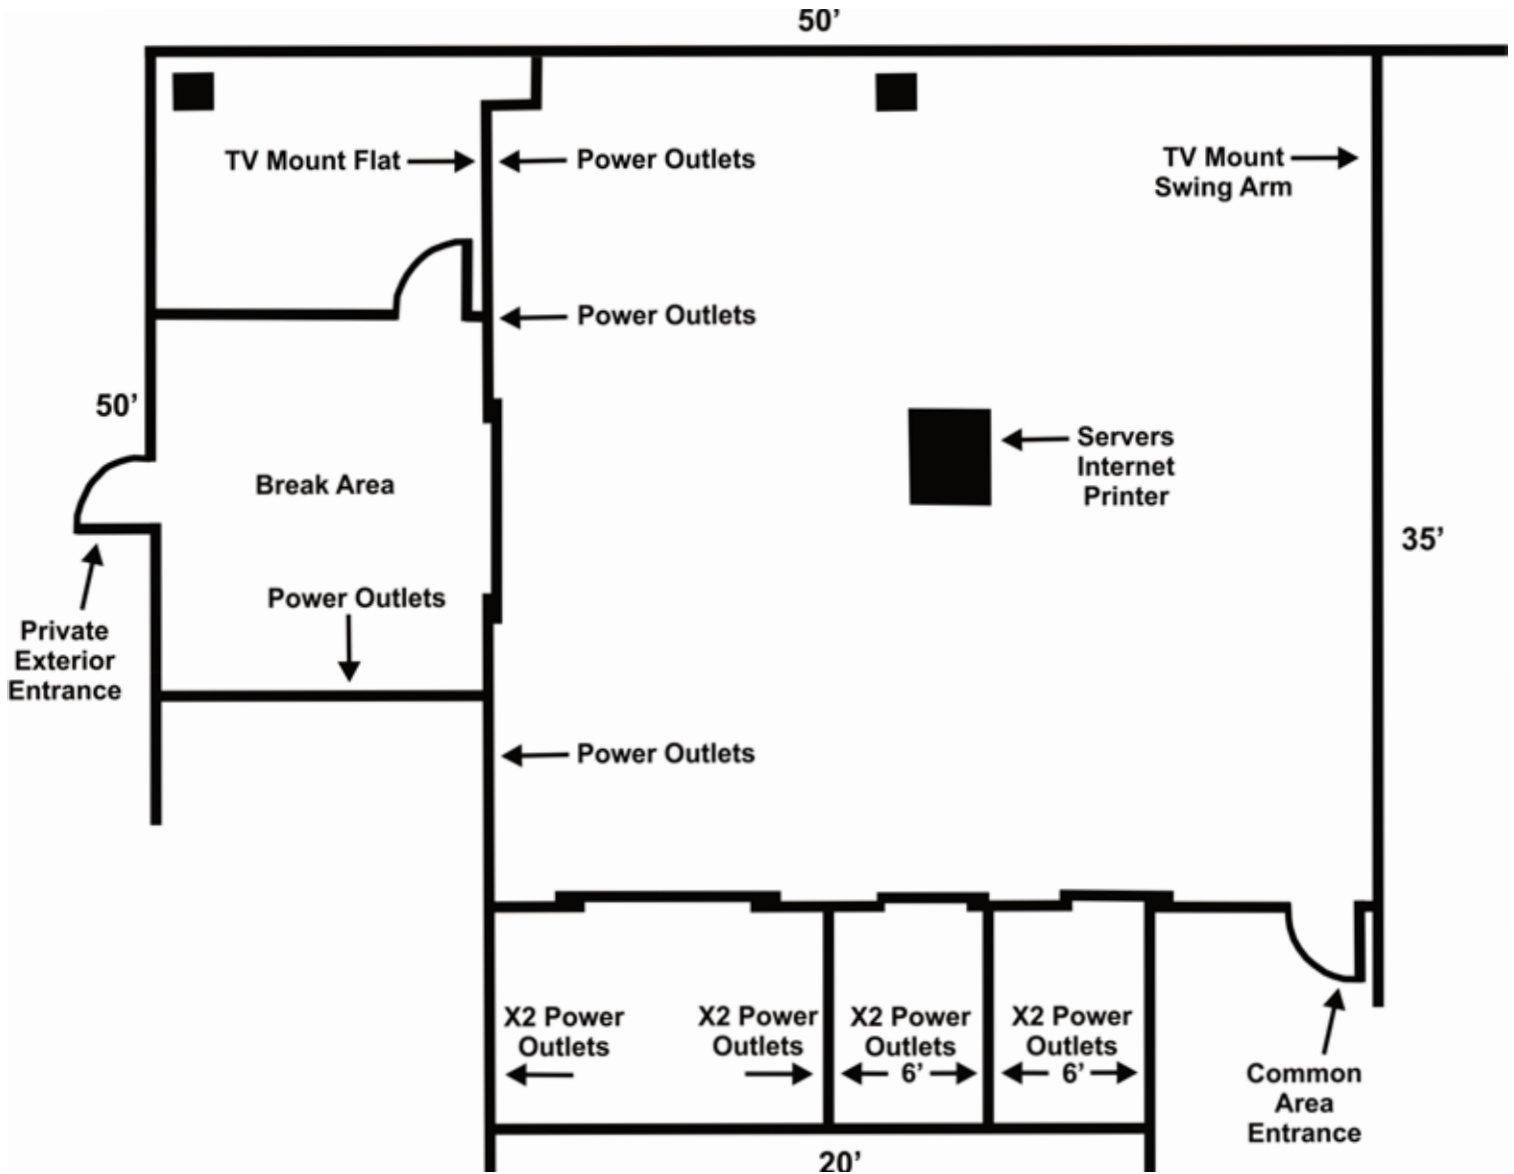 50’
TV Mount Flat
Power Outlets
TV Mount
Swing Arm
Power Outlets
50’
Servers
Internet
Printer
Break Area
35’
Power Outlets
Private
Exterior
Entrance
Power Outlets
X2 Power
Outlets
X2 Power
Outlets
X2 Power
Outlets
6’
X2 Power
Outlets
6’
Common
Area
Entrance
20’